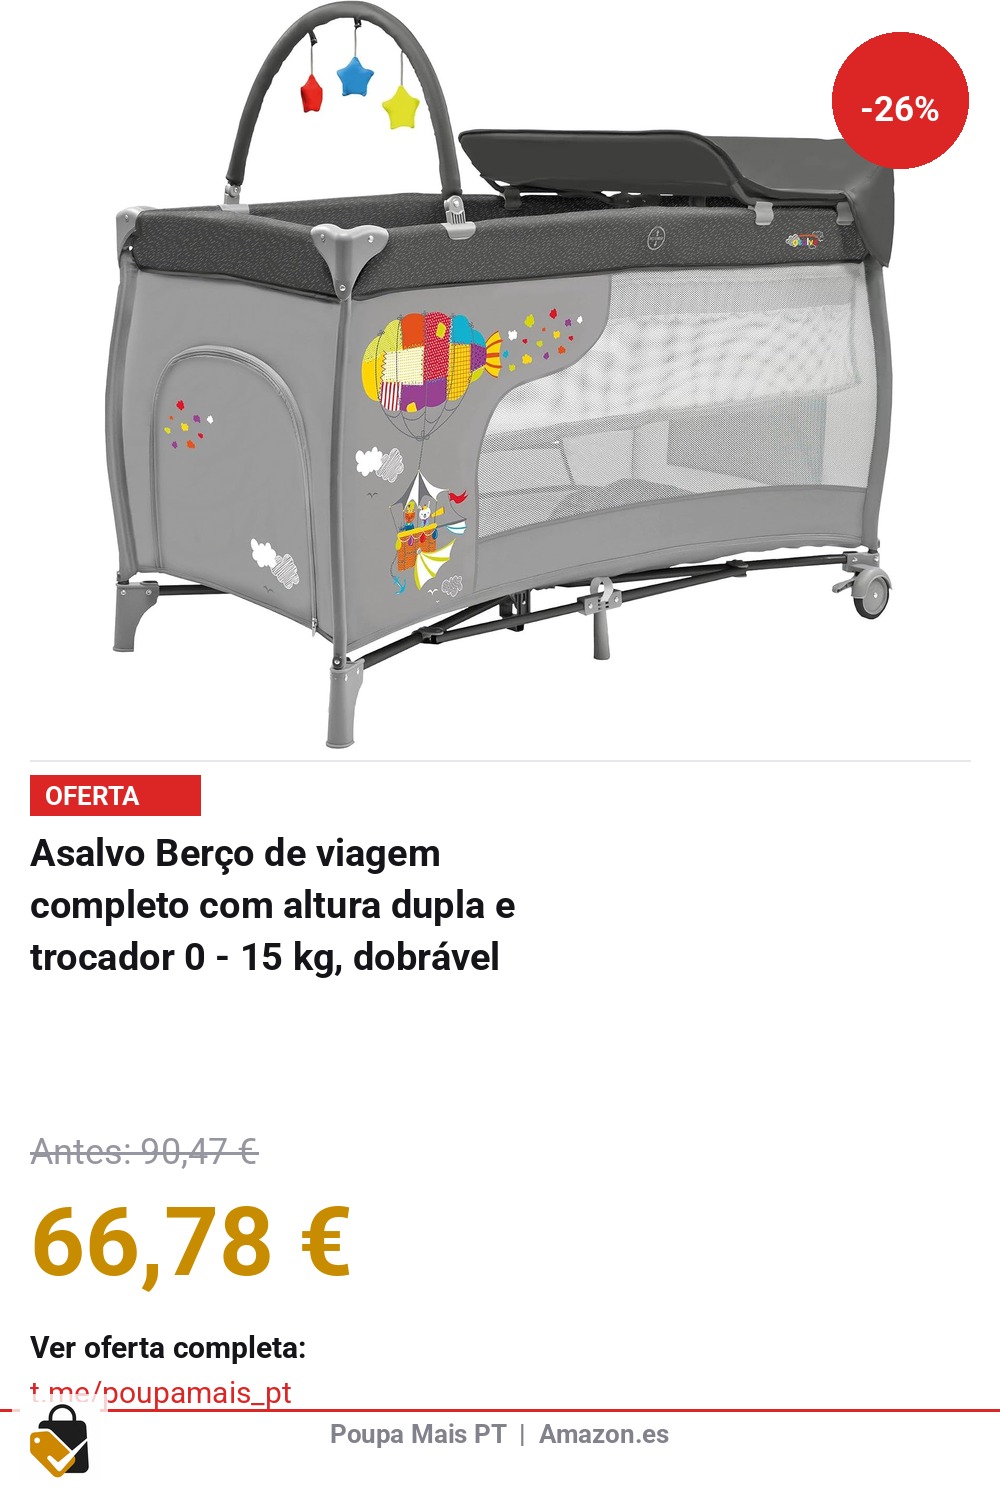 -26%
asalvo
OFERTA
Asalvo Berço de viagem
completo com altura dupla e
trocador 0 - 15 kg, dobrável
Antes: 90,47 €
66,78 €
Ver oferta completa:
t.me/poupamais_pt
Poupa Mais PT | Amazon.es